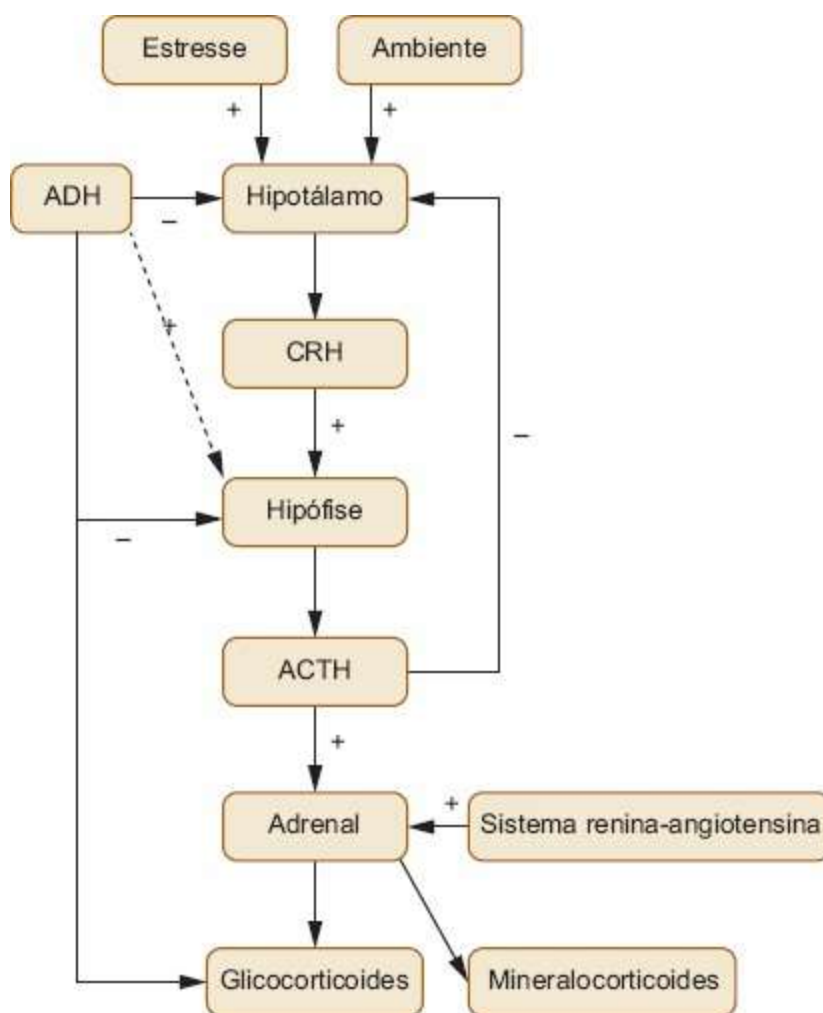 Estresse
Ambiente
+
+
ADH
Hipotálamo
–
+
CRH
+
–
Hipófise
–
ACTH
+
Adrenal
+
Sistema renina-angiotensina
Glicocorticoides
Mineralocorticoides